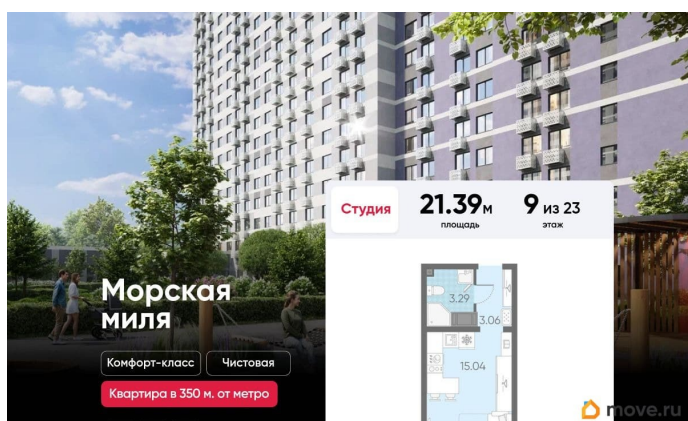 Студия
21.39м
площадь
9 из 23
этаж
3.29
3.06
15.04
Морская
миля
Комфорт-класс
Чистовая
Квартира в 350 м. от метро
move.ru